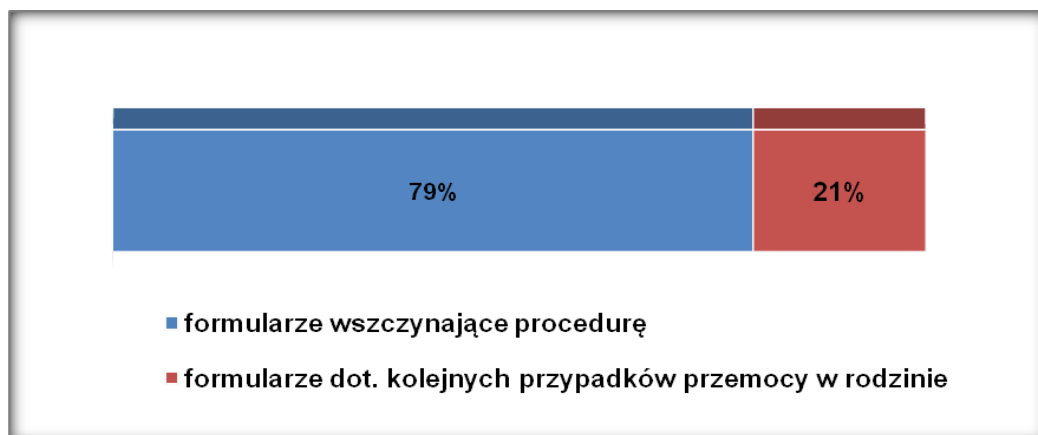 79%
21%
formularze wszczynające procedurę
formularze dot. kolejnych przypadków przemocy w rodzinie